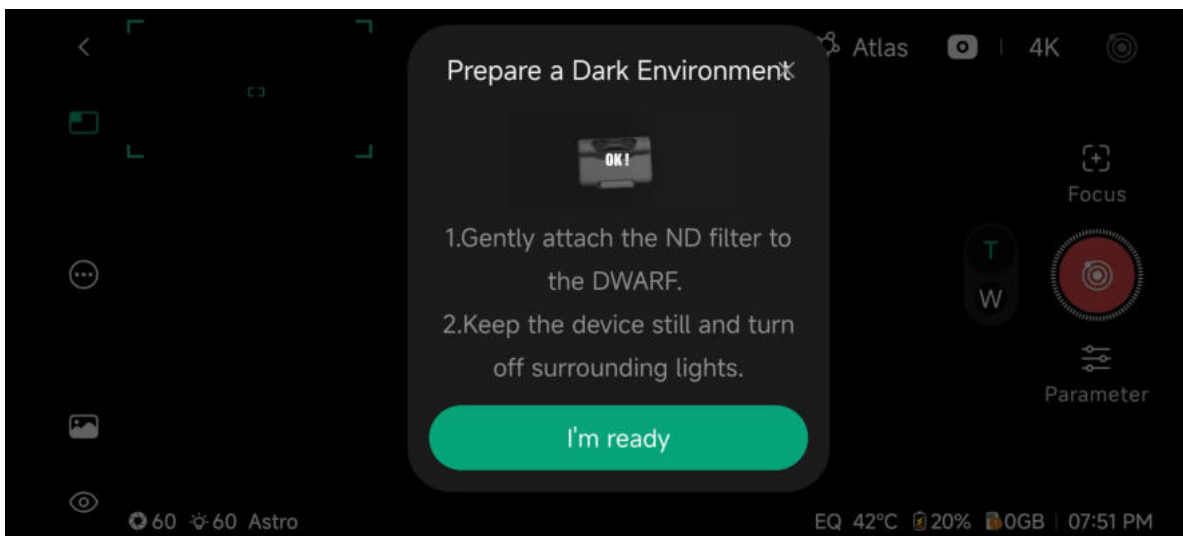 Atlas
4K
Prepare a Dark Environment
OK!
1.Gently attach the ND filter to
the DWARF.
2.Keep the device still and turn
off surrounding lights.
I'm ready
Focus
T
W
Parameter
60 60 Astro
EQ 42°C 20% 0GB 07:51 PM